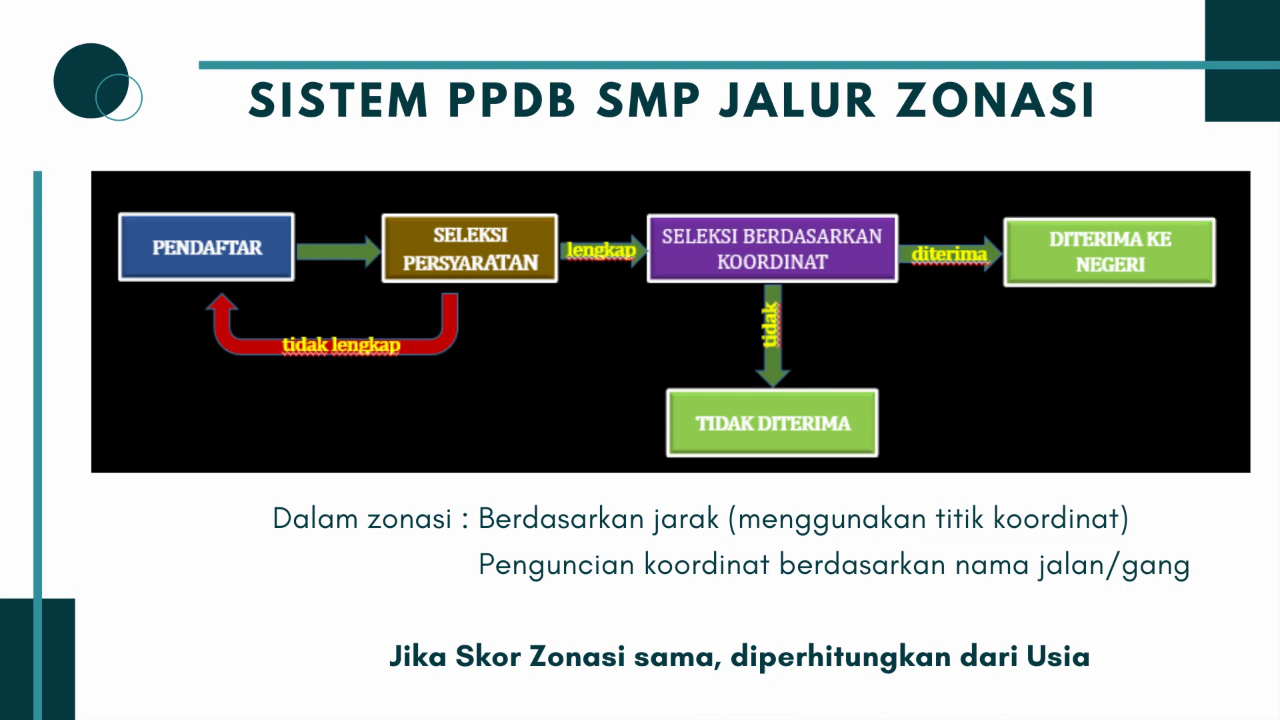 SISTEM PPDB SMP JALUR ZONASI
PENDAFTAR
SELEKSI
PERSYARATAN
lengkap
SELEKSI BERDASARKAN
KOORDINAT
diterima
DITERIMA KE
NEGERI
tidak lengkap
tidak
TIDAK DITERIMA
Dalam zonasi : Berdasarkan jarak (menggunakan titik koordinat)
Penguncian koordinat berdasarkan nama jalan/gang
Jika Skor Zonasi sama, diperhitungkan dari Usia